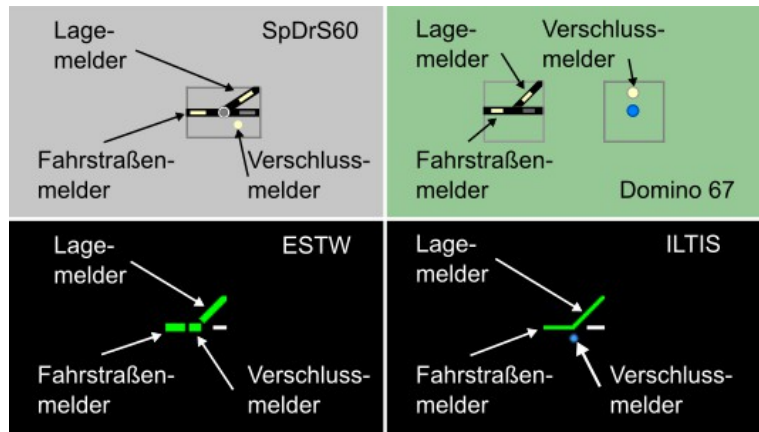 SpDrS60
Lage-
melder
Fahrstraßen-
melder
Verschluss-
melder
Lage-
melder
Verschluss-
melder
Fahrstraßen-
melder
Domino 67
ESTW
Lage-
melder
Fahrstraßen-
melder
Verschluss-
melder
ILTIS
Lage-
melder
Fahrstraßen-
melder
Verschluss-
melder